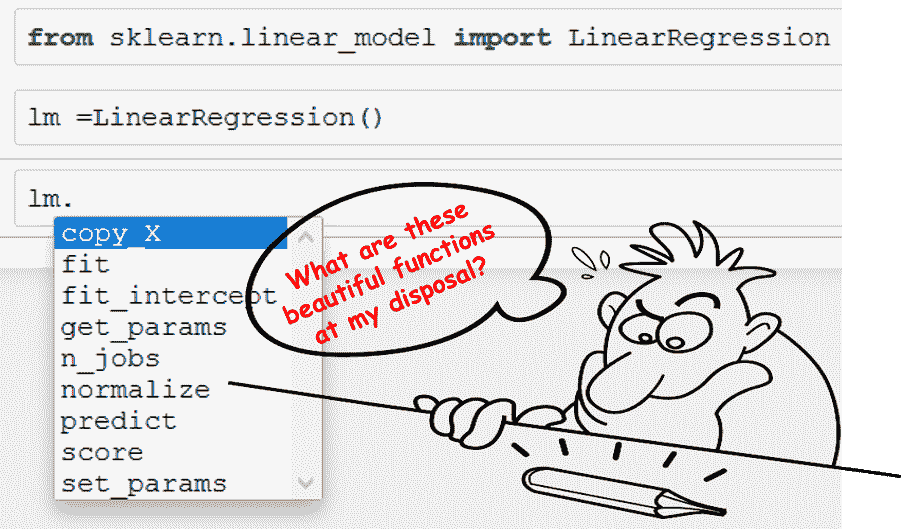 from sklearn.linear_model import LinearRegression
lm =LinearRegression()
lm.
copy_X
fit
fit_intercept
get_params
n_jobs
normalize
predict
score
set_params
What are these
beautiful functions
at my disposal?